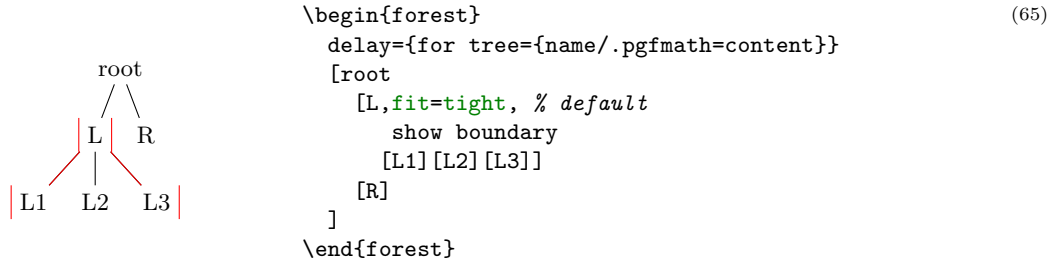 root
L R
L1 L2 L3
\begin{forest} (65)
delay={for tree={name/.pgfmath=content}}
[root
[L,fit=tight, % default
show boundary
[L1][L2][L3]]
[R]
]
\end{forest}